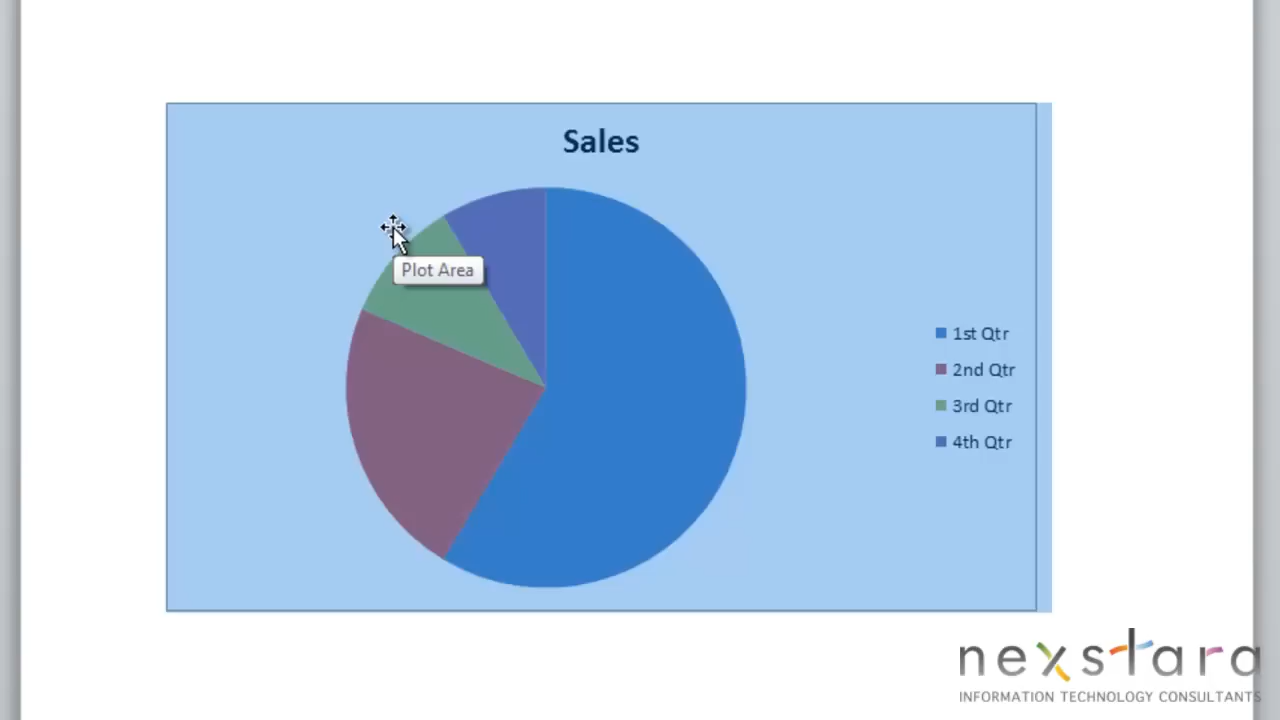 Sales
Plot Area
1st Qtr
2nd Qtr
3rd Qtr
4th Qtr
nexstara
INFORMATION TECHNOLOGY CONSULTANTS